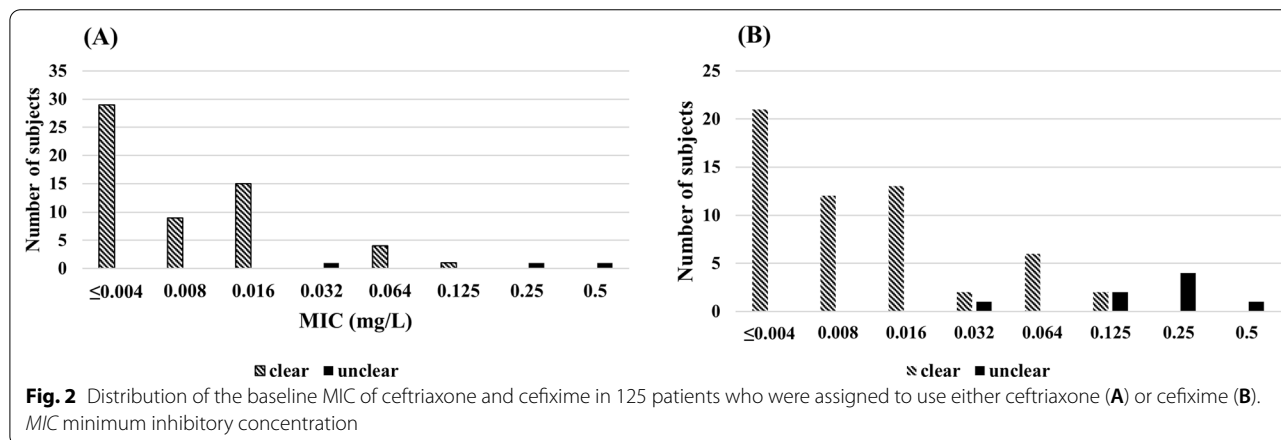 (A)
Number of subjects
35
30
25
20
15
10
5
0
≤0.004 0.008 0.016 0.032 0.064 0.125 0.25 0.5
MIC (mg/L)
clear unclear
(B)
Number of subjects
25
20
15
10
5
0
≤0.004 0.008 0.016 0.032 0.064 0.125 0.25 0.5
clear unclear
Fig. 2 Distribution of the baseline MIC of ceftriaxone and cefixime in 125 patients who were assigned to use either ceftriaxone (A) or cefixime (B).
MIC minimum inhibitory concentration